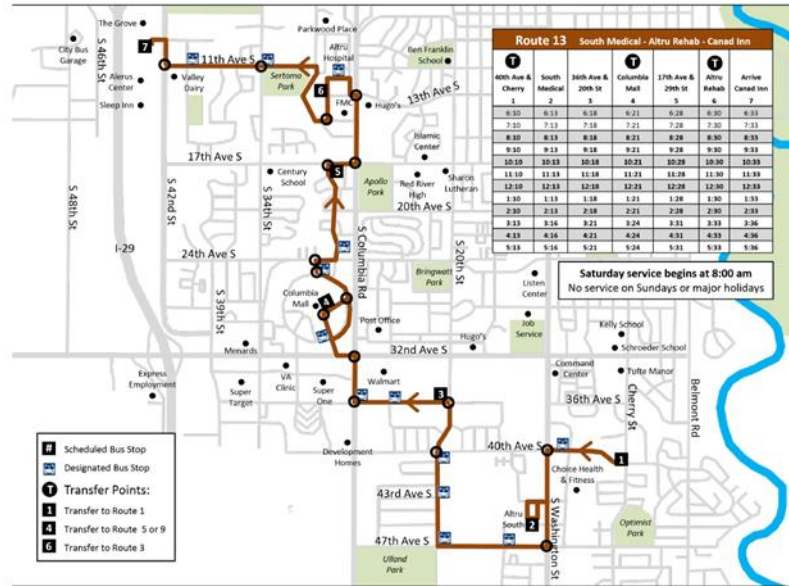 The Grove
Parkwood Place
City Bus
Garage
S 46th St
7
11th Ave S
Altru
Hospital
Ben Franklin
School
Alerus
Center
Valley
Dairy
Sertoma
Park
6
FMC
Hugo's
13th Ave S
Sleep Inn
Islamic
Center
17th Ave S
Century
School
5
Apollo
Park
Red River
High
Sharon
Lutheran
20th Ave S
S 48th St
S 42nd St
S 34th St
I-29
24th Ave S
S Columbia Rd
S 20th St
Bringwatt
Park
S 39th St
Columbia
Mall
4
Post Office
Listen
Center
Job
Service
Hugo's
Kelly School
Schroeder School
Menards
32nd Ave S
Express
Employment
VA
Clinic
Super
Target
Super
One
Walmart
Command
Center
Tufte Manor
36th Ave S
Cherry St
Belmont Rd
3
Development
Homes
40th Ave S
1
Choice Health
& Fitness
43rd Ave S
Altru
South
2
S Washington St
Optimist
Park
47th Ave S
Ulland
Park
Route 13 South Medical - Altru Rehab - Canad Inn
T T T
40th Ave & Cherry South Medical 36th Ave & 20th St Columbia Mall 17th Ave & 29th St Altru Rehab Arrive Canad Inn
1 2 3 4 5 6 7
6:10 6:13 6:18 6:21 6:28 6:30 6:33
7:10 7:13 7:18 7:21 7:28 7:30 7:33
8:10 8:13 8:18 8:21 8:28 8:30 8:33
9:10 9:13 9:18 9:21 9:28 9:30 9:33
10:10 10:13 10:18 10:21 10:28 10:30 10:33
11:10 11:13 11:18 11:21 11:28 11:30 11:33
12:10 12:13 12:18 12:21 12:28 12:30 12:33
1:10 1:13 1:18 1:21 1:28 1:30 1:33
2:10 2:13 2:18 2:21 2:28 2:30 2:33
3:13 3:16 3:21 3:24 3:31 3:33 3:36
4:13 4:16 4:21 4:24 4:31 4:33 4:36
5:13 5:16 5:21 5:24 5:31 5:33 5:36
Saturday service begins at 8:00 am
No service on Sundays or major holidays
# Scheduled Bus Stop
Designated Bus Stop
T Transfer Points:
1 Transfer to Route 1
4 Transfer to Route 5 or 9
6 Transfer to Route 3